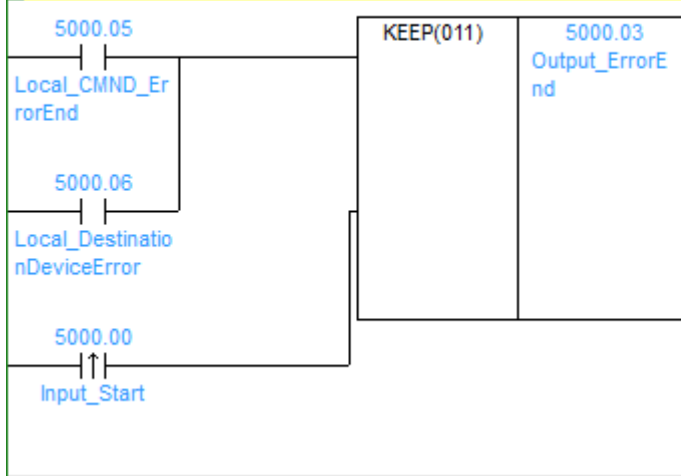 5000.05
Local_CMND_Er
rorEnd
KEEP(011)
5000.03
Output_ErrorE
nd
5000.06
Local_Destinatio
nDeviceError
5000.00
Input_Start